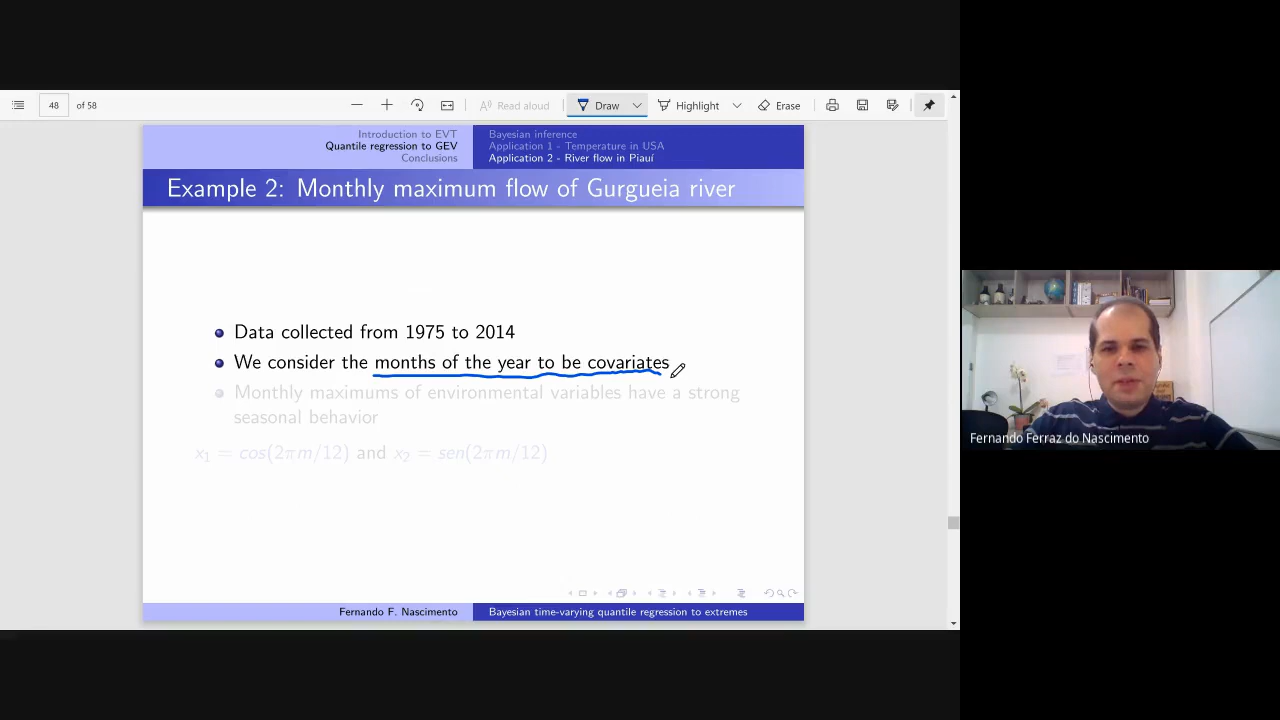 48 of 58
Read aloud
Draw
Highlight
Erase
Introduction to EVT
Quantile regression to GEV
Conclusions
Bayesian inference
Application 1 - Temperature in USA
Application 2 - River flow in Piauí
Example 2: Monthly maximum flow of Gurgueia river
Data collected from 1975 to 2014
We consider the months of the year to be covariates
Monthly maximums of environmental variables have a strong
seasonal behavior
x₁ = cos(2πm/12) and x₂ = sen(2πm/12)
Fernando F. Nascimento
Bayesian time-varying quantile regression to extremes
Fernando Ferraz do Nascimento